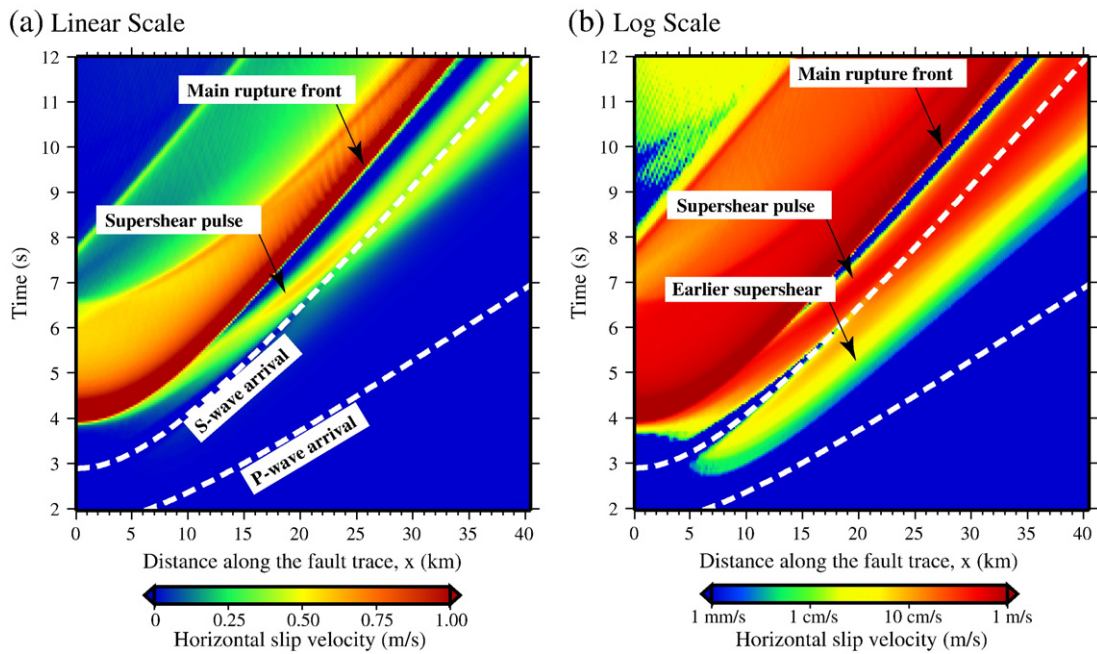 (a) Linear Scale
12
11
10
9
8
7
6
5
4
3
2
Time (s)
Main rupture front
Supershear pulse
S-wave arrival
P-wave arrival
0 5 10 15 20 25 30 35 40
Distance along the fault trace, x (km)
0 0.25 0.50 0.75 1.00
Horizontal slip velocity (m/s)
(b) Log Scale
12
11
10
9
8
7
6
5
4
3
2
Time (s)
Main rupture front
Supershear pulse
Earlier supershear
0 5 10 15 20 25 30 35 40
Distance along the fault trace, x (km)
1 mm/s 1 cm/s 10 cm/s 1 m/s
Horizontal slip velocity (m/s)